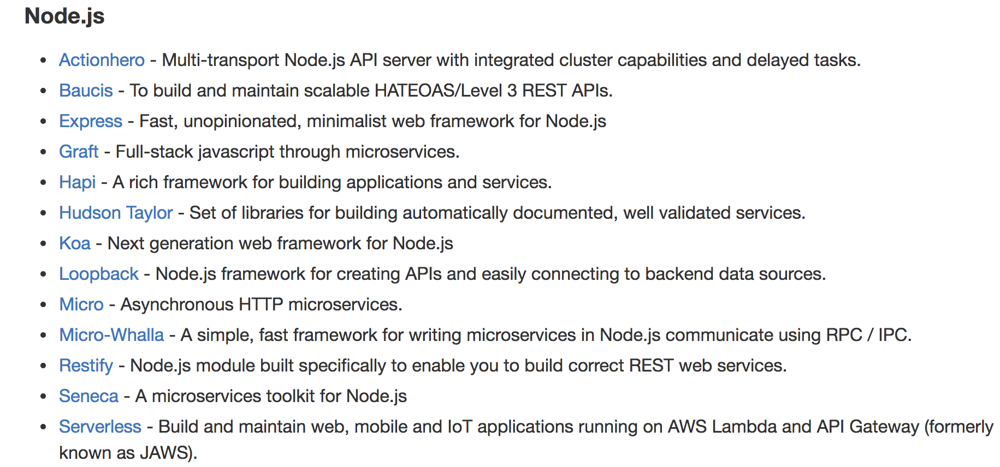 Node.js
• Actionhero - Multi-transport Node.js API server with integrated cluster capabilities and delayed tasks.
• Baucis - To build and maintain scalable HATEOAS/Level 3 REST APIs.
• Express - Fast, unopinionated, minimalist web framework for Node.js
• Graft - Full-stack javascript through microservices.
• Hapi - A rich framework for building applications and services.
• Hudson Taylor - Set of libraries for building automatically documented, well validated services.
• Koa - Next generation web framework for Node.js
• Loopback - Node.js framework for creating APIs and easily connecting to backend data sources.
• Micro - Asynchronous HTTP microservices.
• Micro-Whalla - A simple, fast framework for writing microservices in Node.js communicate using RPC / IPC.
• Restify - Node.js module built specifically to enable you to build correct REST web services.
• Seneca - A microservices toolkit for Node.js
• Serverless - Build and maintain web, mobile and IoT applications running on AWS Lambda and API Gateway (formerly
known as JAWS).